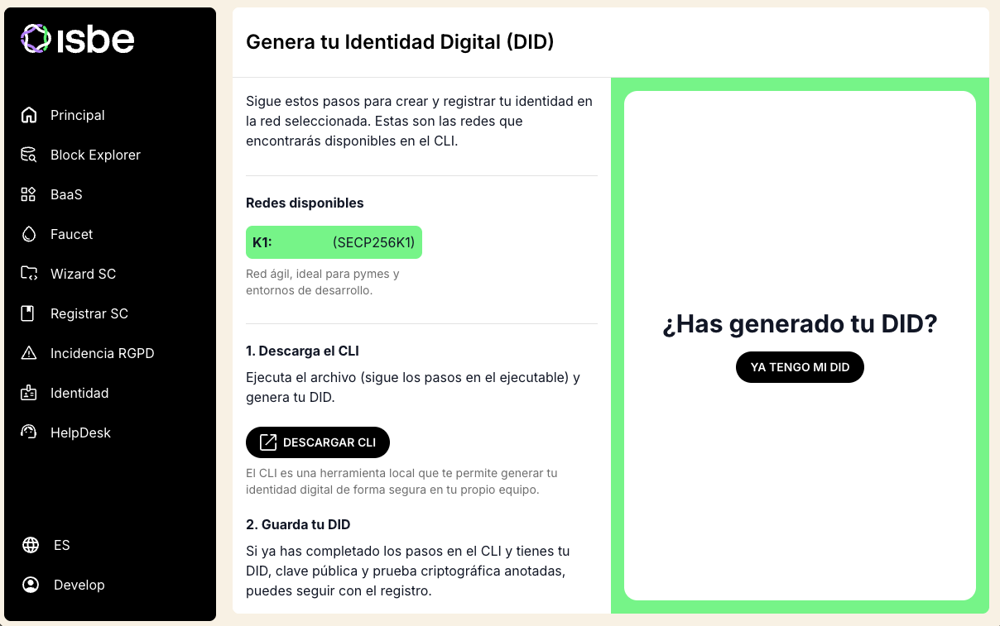 isbe
Principal
Block Explorer
BaaS
Faucet
Wizard SC
Registrar SC
Incidencia RGPD
Identidad
HelpDesk
ES
Develop
Genera tu Identidad Digital (DID)
Sigue estos pasos para crear y registrar tu identidad en
la red seleccionada. Estas son las redes que
encontrarás disponibles en el CLI.
Redes disponibles
K1: (SECP256K1)
Red ágil, ideal para pymes y
entornos de desarrollo.
1. Descarga el CLI
Ejecuta el archivo (sigue los pasos en el ejecutable) y
genera tu DID.
DESCARGAR CLI
El CLI es una herramienta local que te permite generar tu
identidad digital de forma segura en tu propio equipo.
2. Guarda tu DID
Si ya has completado los pasos en el CLI y tienes tu
DID, clave pública y prueba criptográfica anotadas,
puedes seguir con el registro.
¿Has generado tu DID?
YA TENGO MI DID